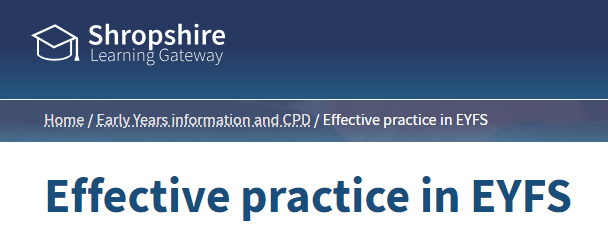 Shropshire
Learning Gateway
Home / Early Years information and CPD / Effective practice in EYFS
Effective practice in EYFS